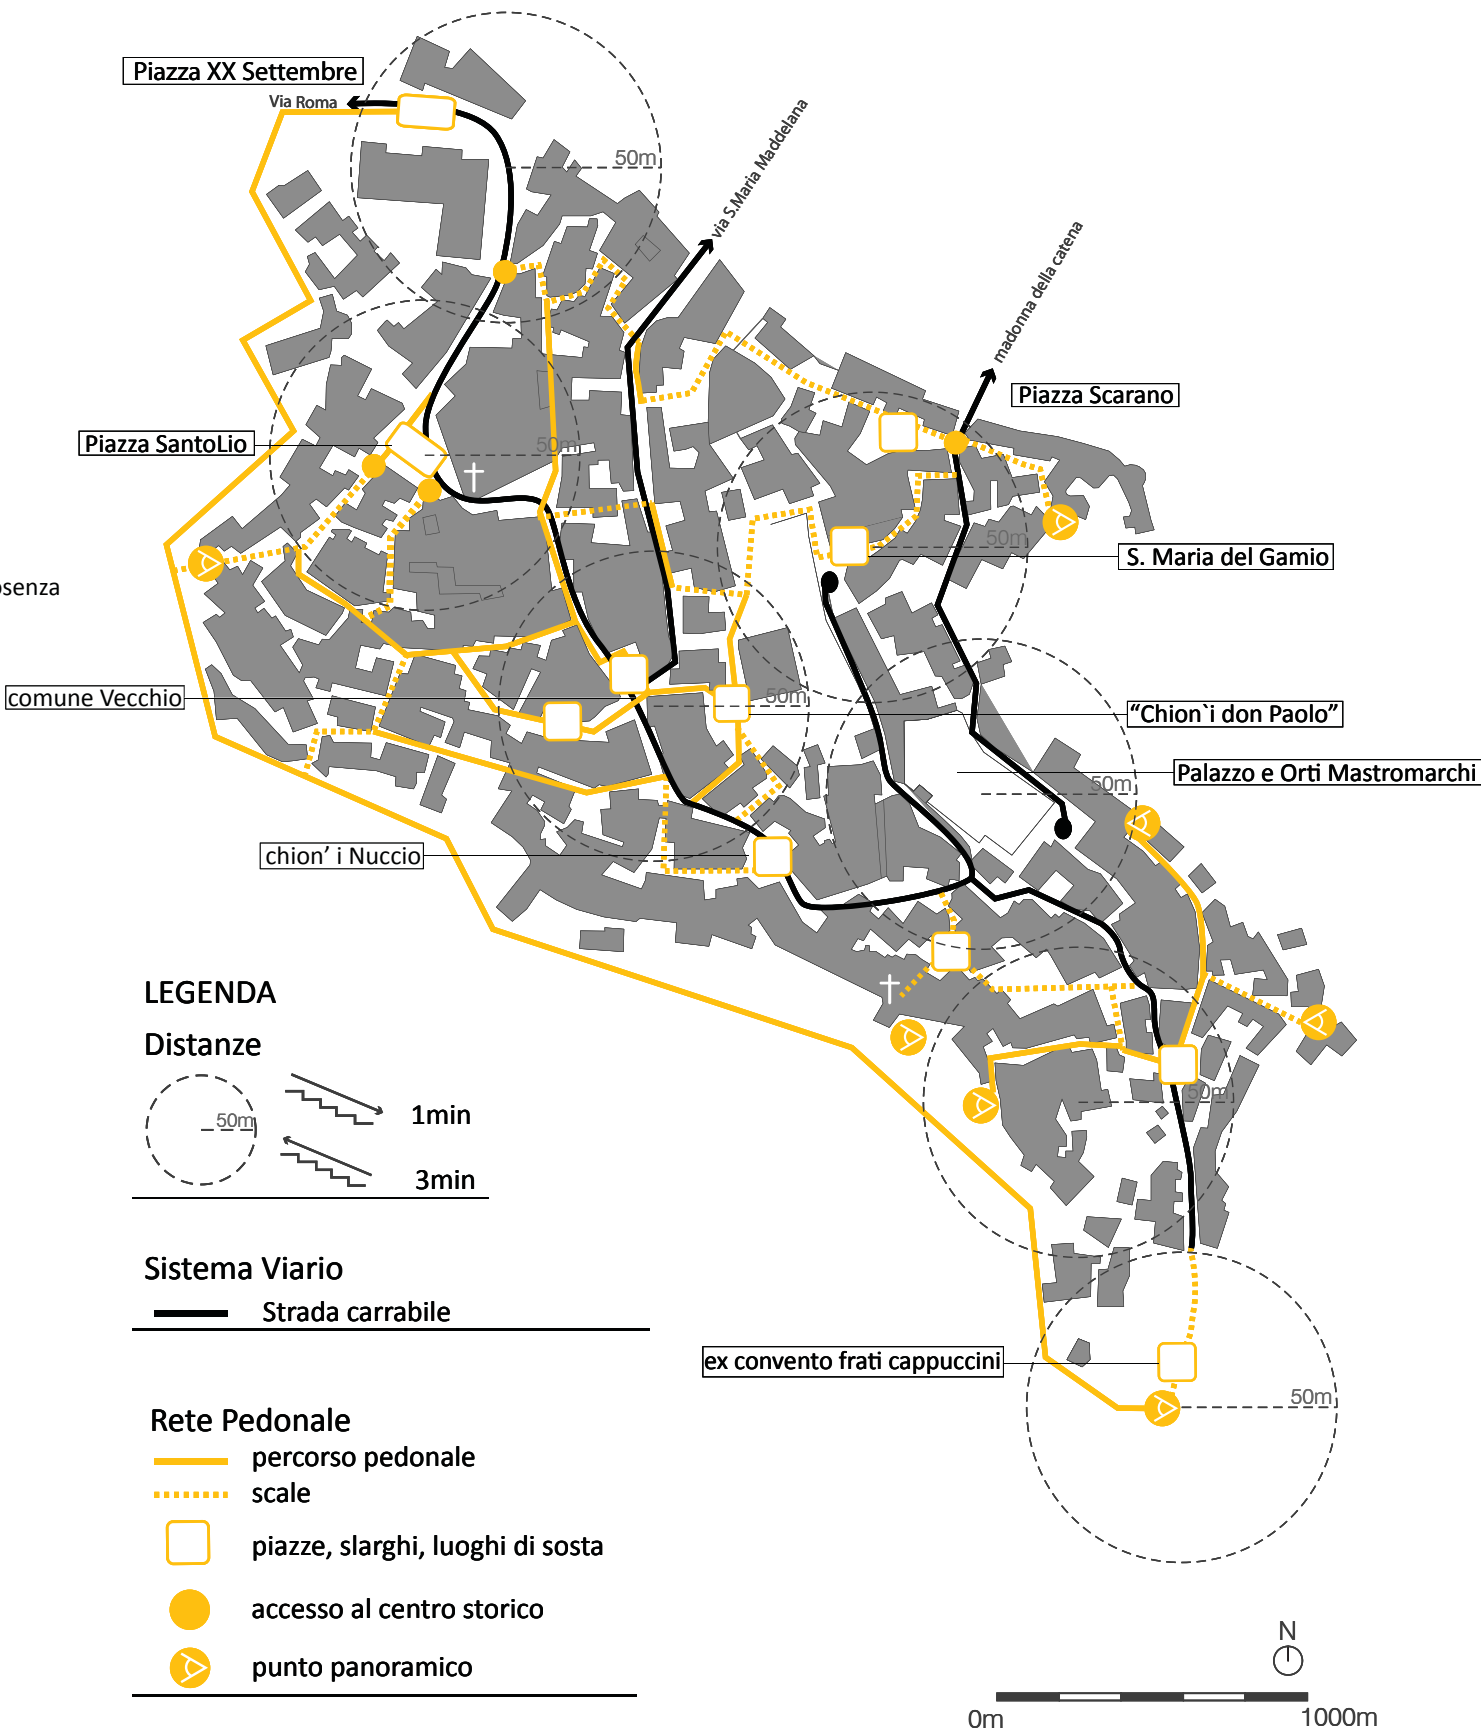 Piazza XX Settembre
Via Roma
50m
via S.Maria Maddelana
madonna della catena
Piazza Scarano
Piazza SantoLio
50m
50m
S. Maria del Gamio
osenza
comune Vecchio
50m
"Chion`i don Paolo"
Palazzo e Orti Mastromarchi
50m
chion' i Nuccio
LEGENDA
Distanze
50m
1min
3min
50m
Sistema Viario
Strada carrabile
ex convento frati cappuccini
50m
Rete Pedonale
percorso pedonale
scale
piazze, slarghi, luoghi di sosta
accesso al centro storico
punto panoramico
N
0m
1000m